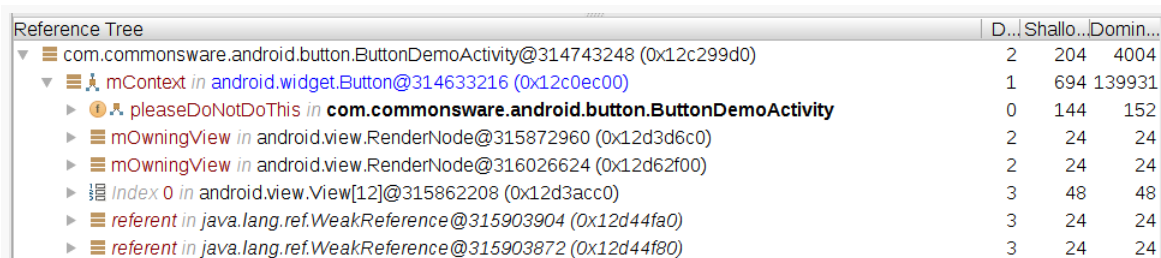 Reference Tree D... Shallo... Domin...
com.commonsware.android.button.ButtonDemoActivity@314743248 (0x12c299d0) 2 204 4004
mContext in android.widget.Button@314633216 (0x12c0ec00) 1 694 139931
f pleaseDoNotDoThis in com.commonsware.android.button.ButtonDemoActivity 0 144 152
mOwningView in android.view.RenderNode@315872960 (0x12d3d6c0) 2 24 24
mOwningView in android.view.RenderNode@316026624 (0x12d62f00) 2 24 24
Index 0 in android.view.View[12]@315862208 (0x12d3acc0) 3 48 48
referent in java.lang.ref.WeakReference@315903904 (0x12d44fa0) 3 24 24
referent in java.lang.ref.WeakReference@315903872 (0x12d44f80) 3 24 24